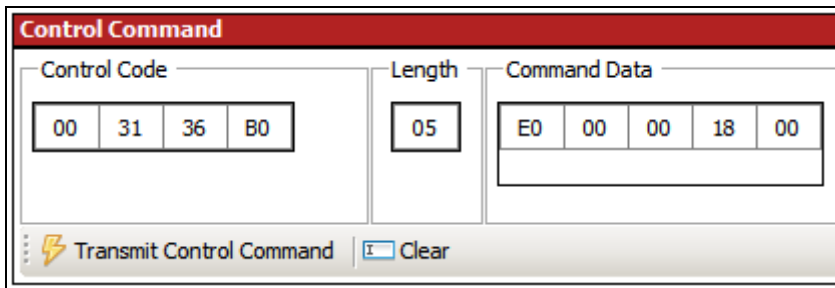 Control Command
Control Code Length Command Data
00 31 36 B0 05 E0 00 00 18 00
Transmit Control Command Clear